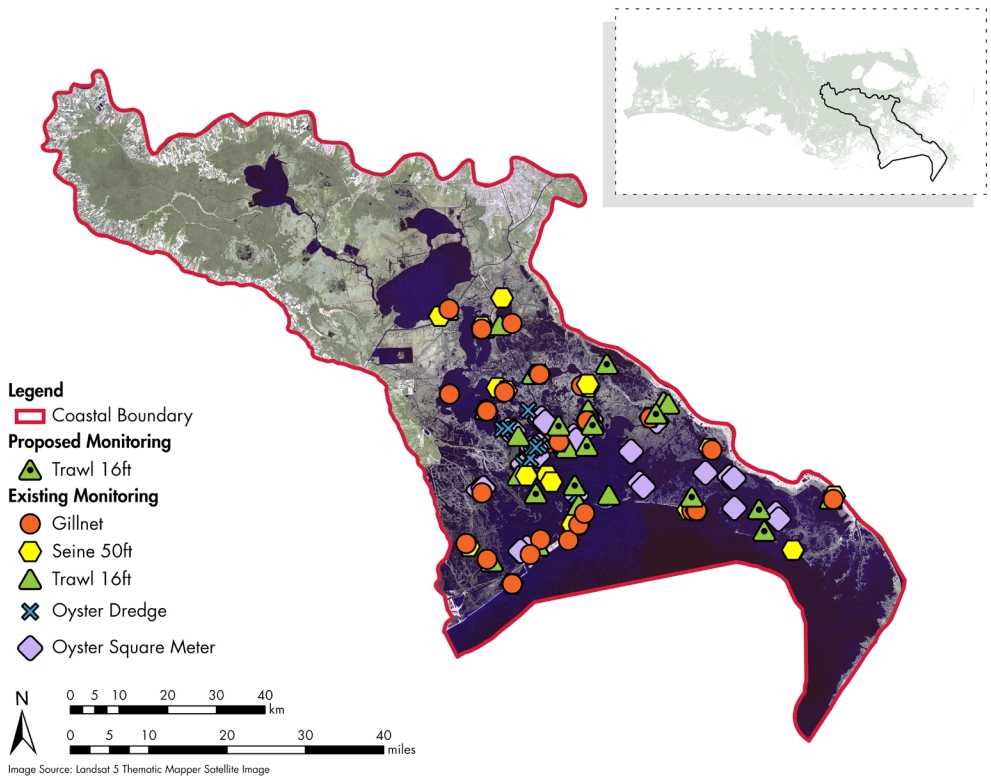 Legend
Coastal Boundary
Proposed Monitoring
Trawl 16ft
Existing Monitoring
Gillnet
Seine 50ft
Trawl 16ft
Oyster Dredge
Oyster Square Meter
N
0 5 10 20 30 40
km
0 5 10 20 30 40
miles
Image Source: Landsat 5 Thematic Mapper Satellite Image